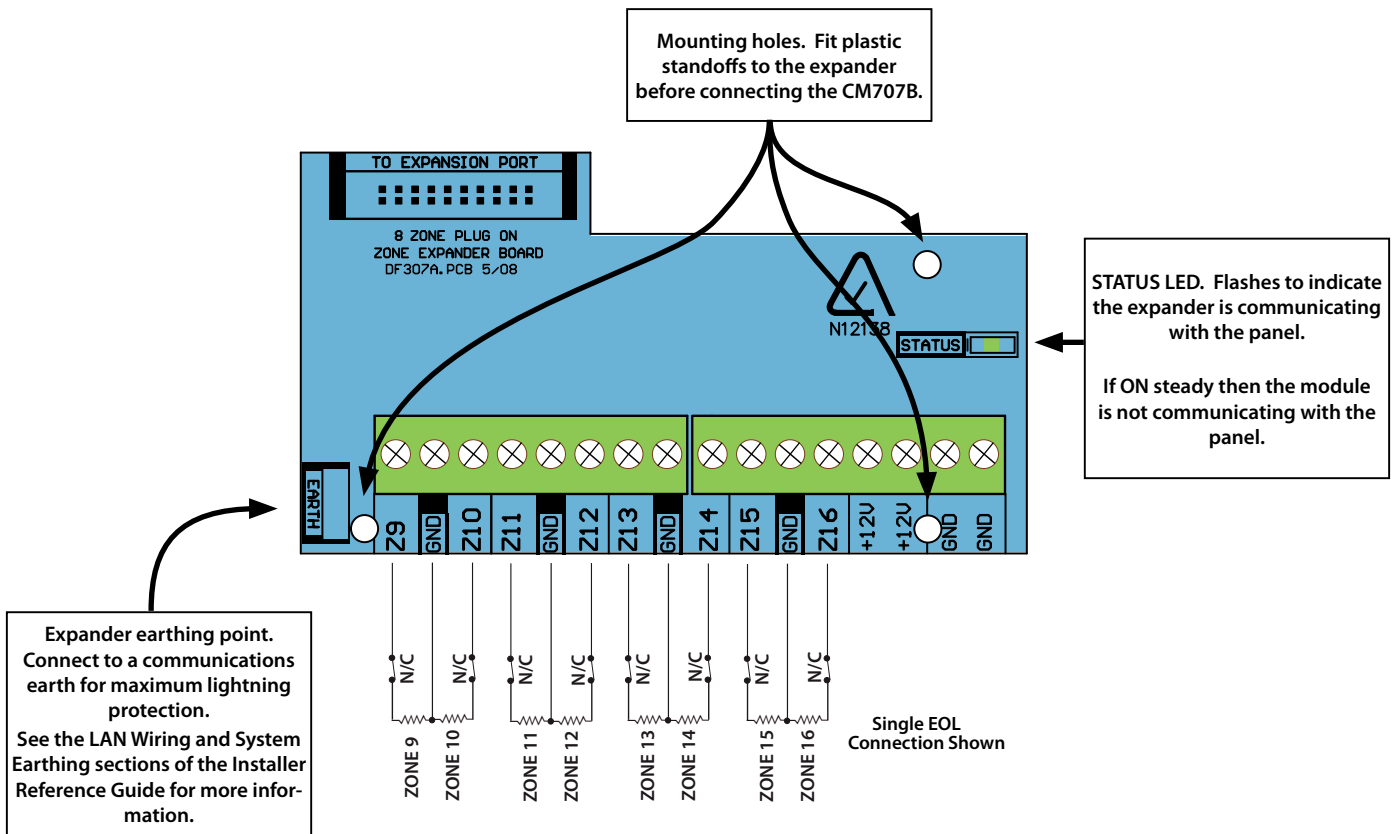 Mounting holes. Fit plastic
standoffs to the expander
before connecting the CM707B.
TO EXPANSION PORT
8 ZONE PLUG ON
ZONE EXPANDER BOARD
DF307A.PCB 5/08
N12138
STATUS
STATUS LED. Flashes to indicate
the expander is communicating
with the panel.
If ON steady then the module
is not communicating with the
panel.
EARTH
Z9
GND
Z10
Z11
GND
Z12
Z13
GND
Z14
Z15
GND
Z16
+12V
+12V
GND
GND
Expander earthing point.
Connect to a communications
earth for maximum lightning
protection.
See the LAN Wiring and System
Earthing sections of the Installer
Reference Guide for more infor-
mation.
N/C
N/C
N/C
N/C
N/C
N/C
N/C
N/C
ZONE 9
ZONE 10
ZONE 11
ZONE 12
ZONE 13
ZONE 14
ZONE 15
ZONE 16
Single EOL
Connection Shown